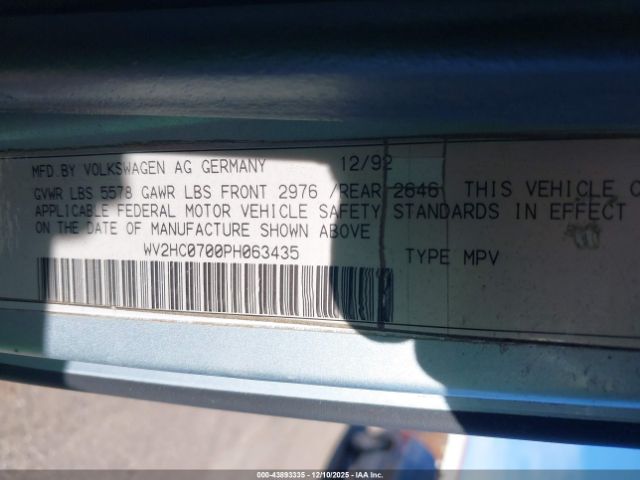 MFD.BY VOLKSWAGEN AG GERMANY 12/92
GVWR LBS 5578 GAWR LBS FRONT 2976 /REAR 2646 THIS VEHICLE C
APPLICABLE FEDERAL MOTOR VEHICLE SAFETY STANDARDS IN EFFECT
ON THE DATE OF MANUFACTURE SHOWN ABOVE
WV2HC0700PH063435 TYPE MPV
www.43893335 - 12/10/2025 - IAA.com